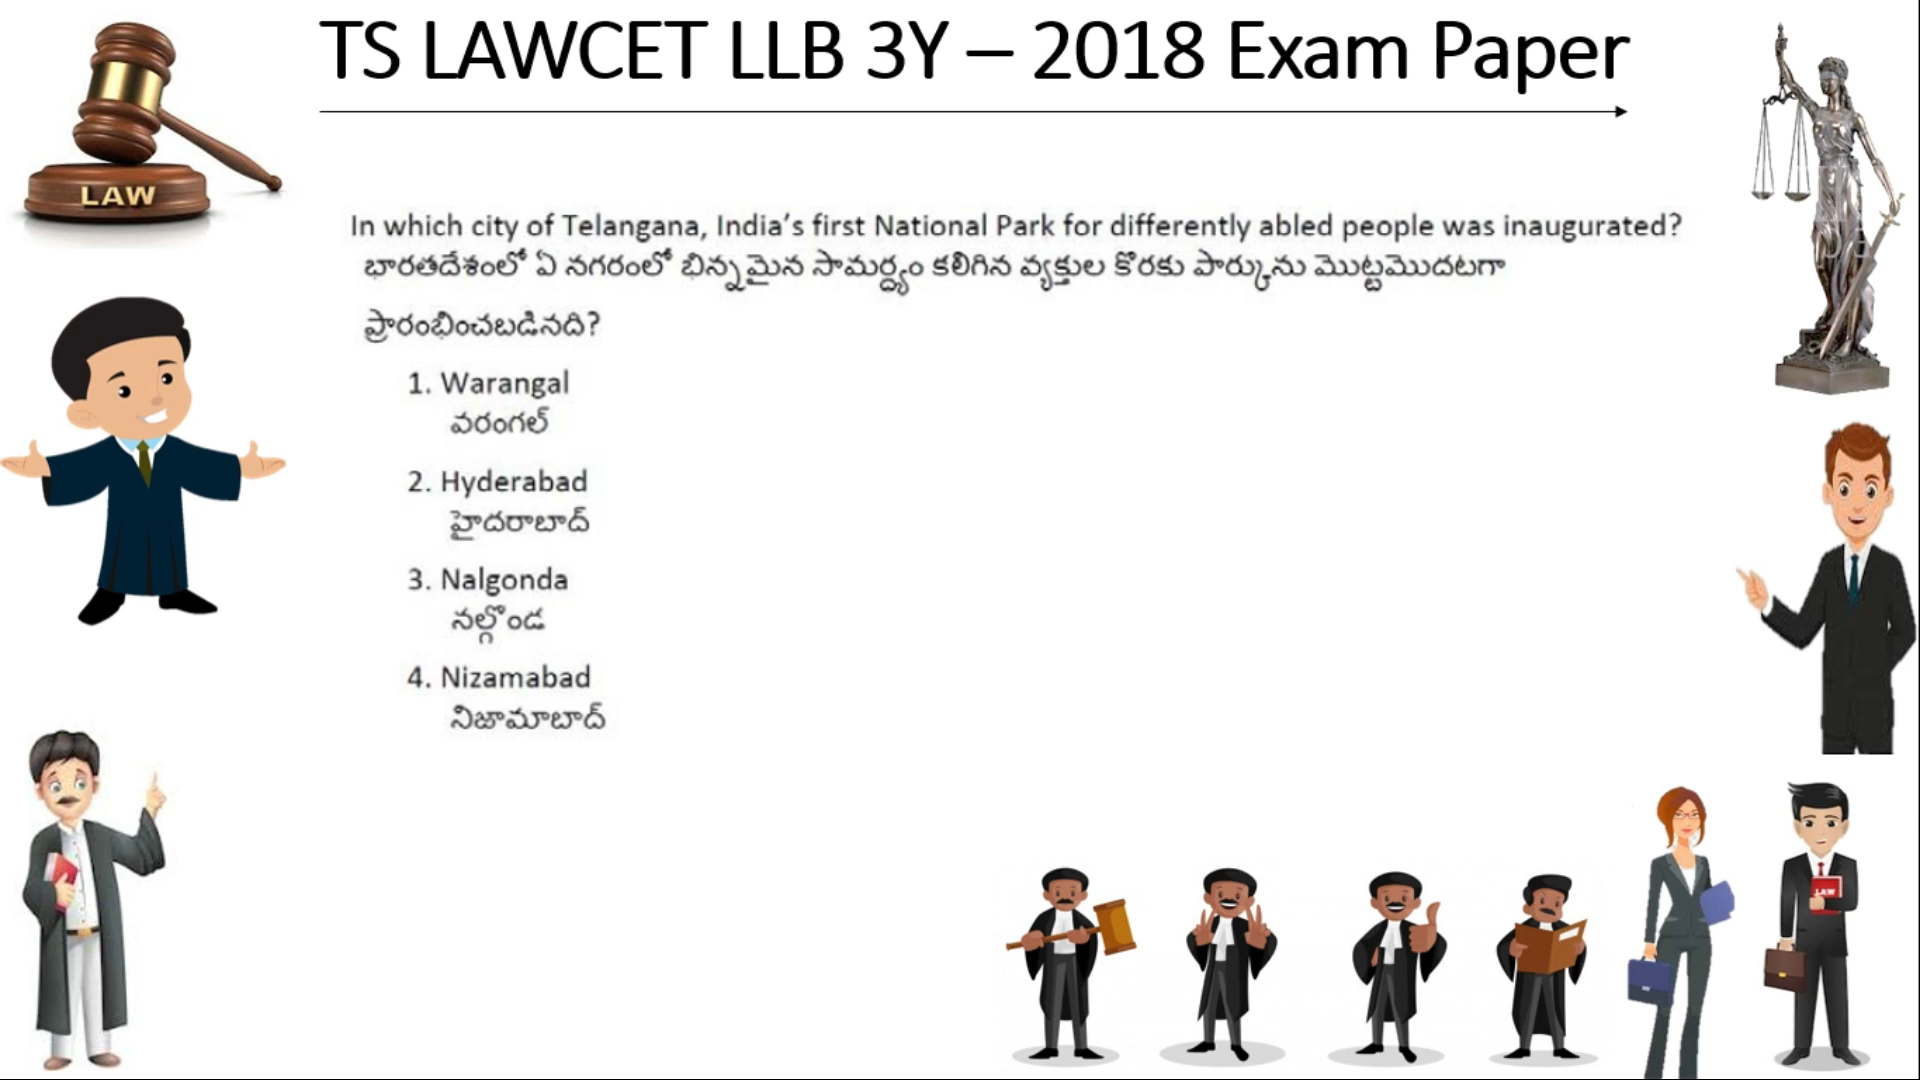 TS LAWCET LLB 3Y – 2018 Exam Paper
LAW
In which city of Telangana, India's first National Park for differently abled people was inaugurated?
భారతదేశంలో ఏ నగరంలో భిన్నమైన సామర్థ్యం కలిగిన వ్యక్తుల కొరకు పార్కును మొట్టమొదటగా
ప్రారంభించబడినది?
1. Warangal
వరంగల్
2. Hyderabad
హైదరాబాద్
3. Nalgonda
నల్గొండ
4. Nizamabad
నిజామాబాద్
LAW